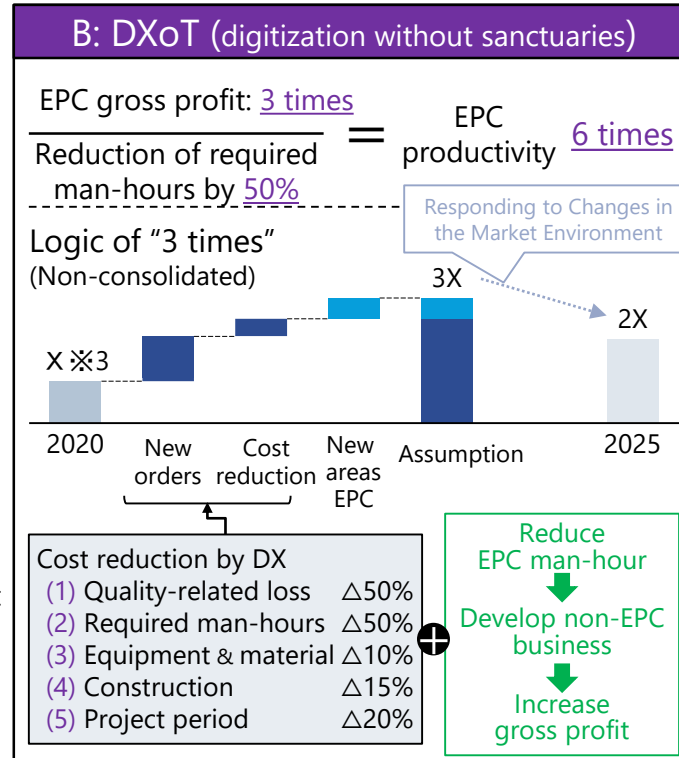 B: DXoT (digitization without sanctuaries)
EPC gross profit: 3 times
Reduction of required
man-hours by 50%
=
EPC
productivity
6 times
Responding to Changes in
the Market Environment
Logic of “3 times”
(Non-consolidated)
X ※3
3X
2X
2020
New
orders
Cost
reduction
New
areas
EPC
Assumption
2025
Cost reduction by DX
(1) Quality-related loss △50%
(2) Required man-hours △50%
(3) Equipment & material △10%
(4) Construction △15%
(5) Project period △20%
+
Reduce
EPC man-hour
Develop non-EPC
business
Increase
gross profit